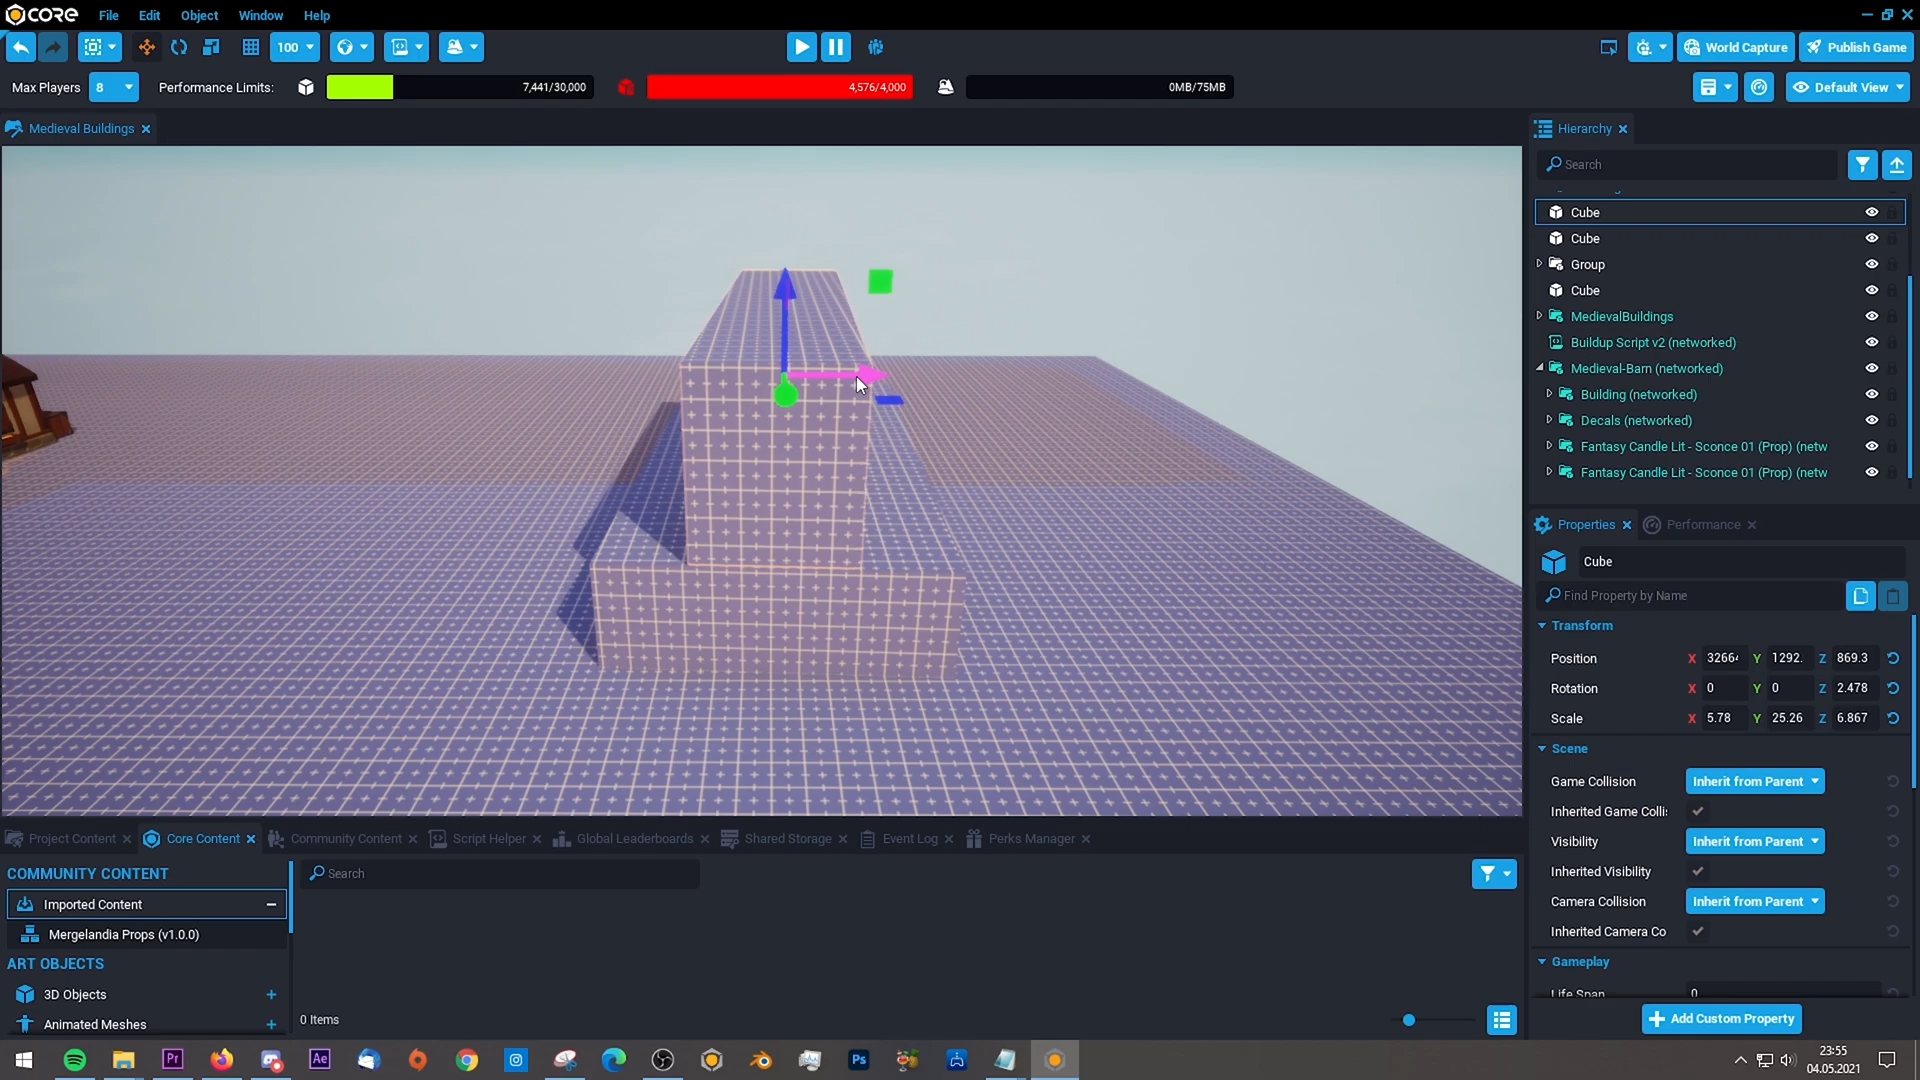 CORE
File Edit Object Window Help
100
World Capture
Publish Game
Max Players 8 Performance Limits: 7,441/30,000 4,576/4,000 0MB/75MB
Default View
Medieval Buildings
Hierarchy
Search
Cube
Cube
Group
Cube
MedievalBuildings
Buildup Script v2 (networked)
Medieval-Barn (networked)
Building (networked)
Decals (networked)
Fantasy Candle Lit - Sconce 01 (Prop) (netw
Fantasy Candle Lit - Sconce 01 (Prop) (netw
Properties Performance
Cube
Find Property by Name
Transform
Position X 3266 Y 1292. Z 869.3
Rotation X 0 Y 0 Z 2.478
Scale X 5.78 Y 25.26 Z 6.867
Scene
Game Collision Inherit from Parent
Inherited Game Collis
Visibility Inherit from Parent
Inherited Visibility
Camera Collision Inherit from Parent
Inherited Camera Co
Gameplay
Life Span 0
Add Custom Property
Project Content Core Content Community Content Script Helper Global Leaderboards Shared Storage Event Log Perks Manager
COMMUNITY CONTENT
Imported Content
Mergelandia Props (v1.0.0)
ART OBJECTS
3D Objects
Animated Meshes
Search
0 Items
Pr
Ae
Ps
23:55
04.05.2021